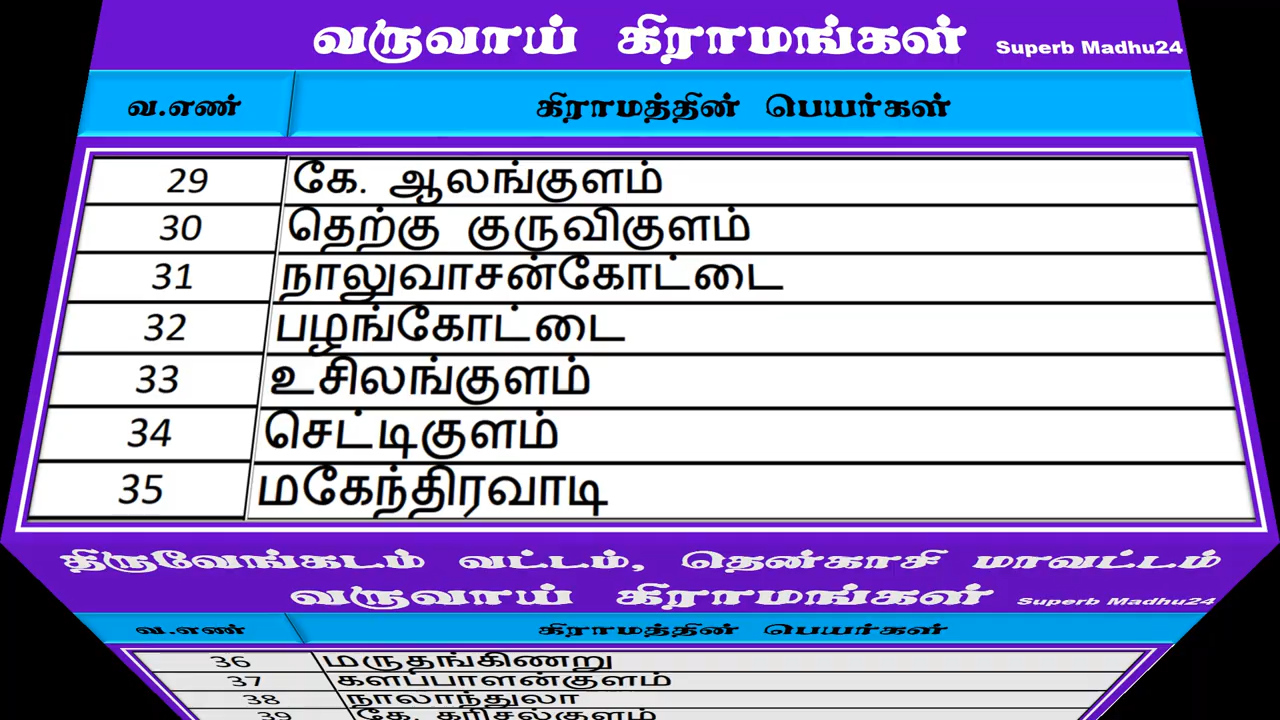 வருவாய் கிராமங்கள் Superb Madhu24
வ.எண் கிராமத்தின் பெயர்கள்
29 கே. ஆலங்குளம்
30 தெற்கு குருவிகுளம்
31 நாலுவாசன்கோட்டை
32 பழங்கோட்டை
33 உசிலங்குளம்
34 செட்டிகுளம்
35 மகேந்திரவாடி
திருவேங்கடம் வட்டம், தென்காசி மாவட்டம்
வருவாய் கிராமங்கள் Superb Madhu24
வ.எண் கிராமத்தின் பெயர்கள்
36 மருதங்கிணறு
37 களப்பாளன்குளம்
38 நாலாந்துலா
39 கே. கரிசல்குளம்